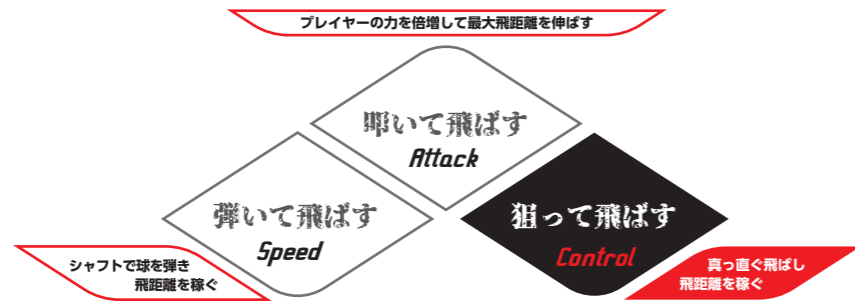 プレイヤーの力を倍増して最大飛距離を伸ばす
叩いて飛ばす
Attack
弾いて飛ばす
Speed
狙って飛ばす
Control
シャフトで球を弾き
飛距離を稼ぐ
真っ直ぐ飛ばし
飛距離を稼ぐ